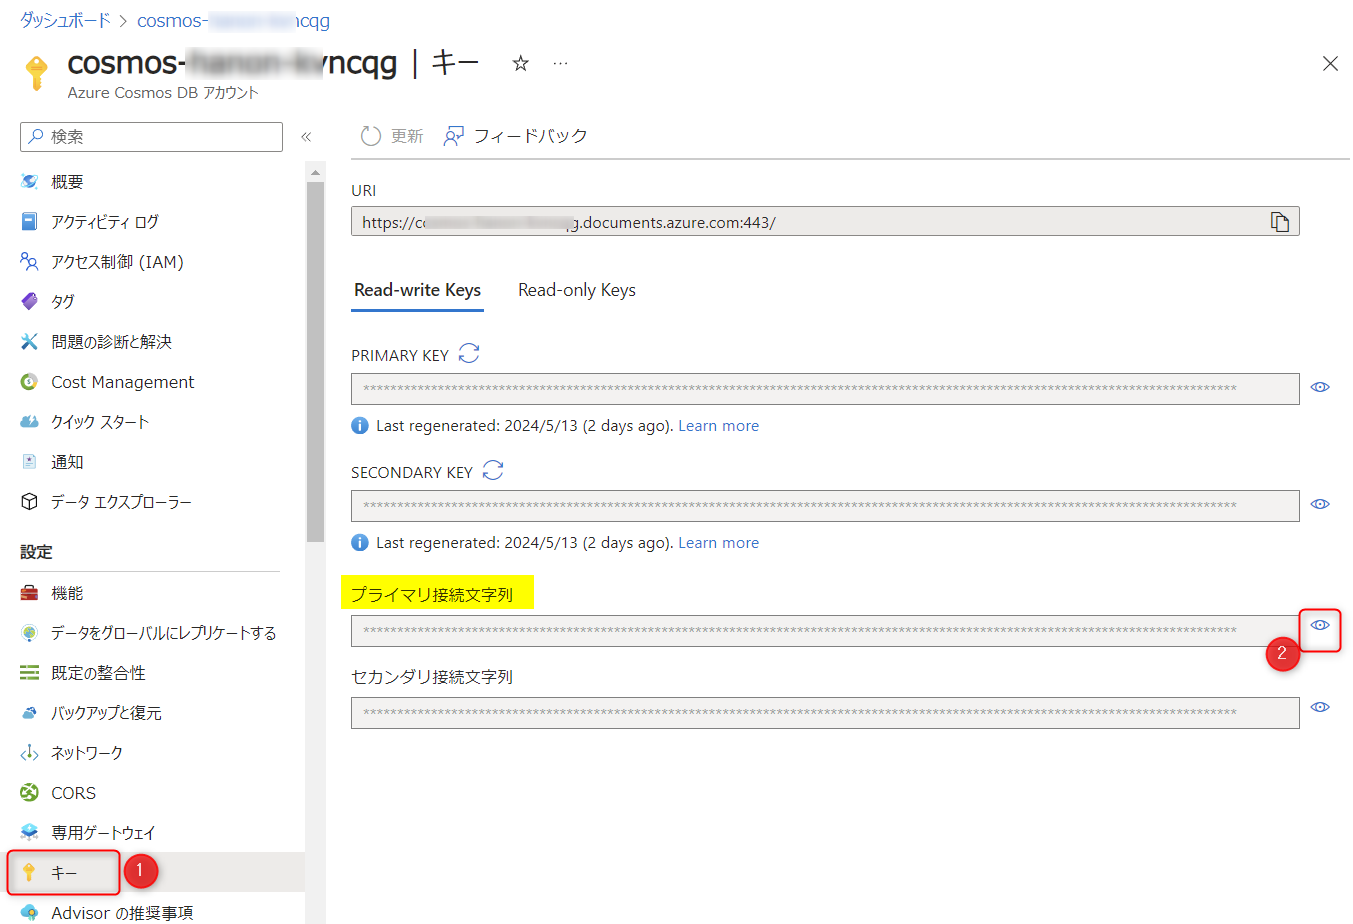 ダッシュボード > cosmos-ncqg
cosmos-ncqg | キー ☆ …
Azure Cosmos DB アカウント
検索
概要
アクティビティ ログ
アクセス制御 (IAM)
タグ
問題の診断と解決
Cost Management
クイック スタート
通知
データ エクスプローラー
設定
機能
データをグローバルにレプリケートする
既定の整合性
バックアップと復元
ネットワーク
CORS
専用ゲートウェイ
キー
1
Advisor の推奨事項
更新 フィードバック
URI
https://co g.documents.azure.com:443/
Read-write Keys Read-only Keys
PRIMARY KEY
Last regenerated: 2024/5/13 (2 days ago). Learn more
SECONDARY KEY
Last regenerated: 2024/5/13 (2 days ago). Learn more
プライマリ接続文字列
2
セカンダリ接続文字列